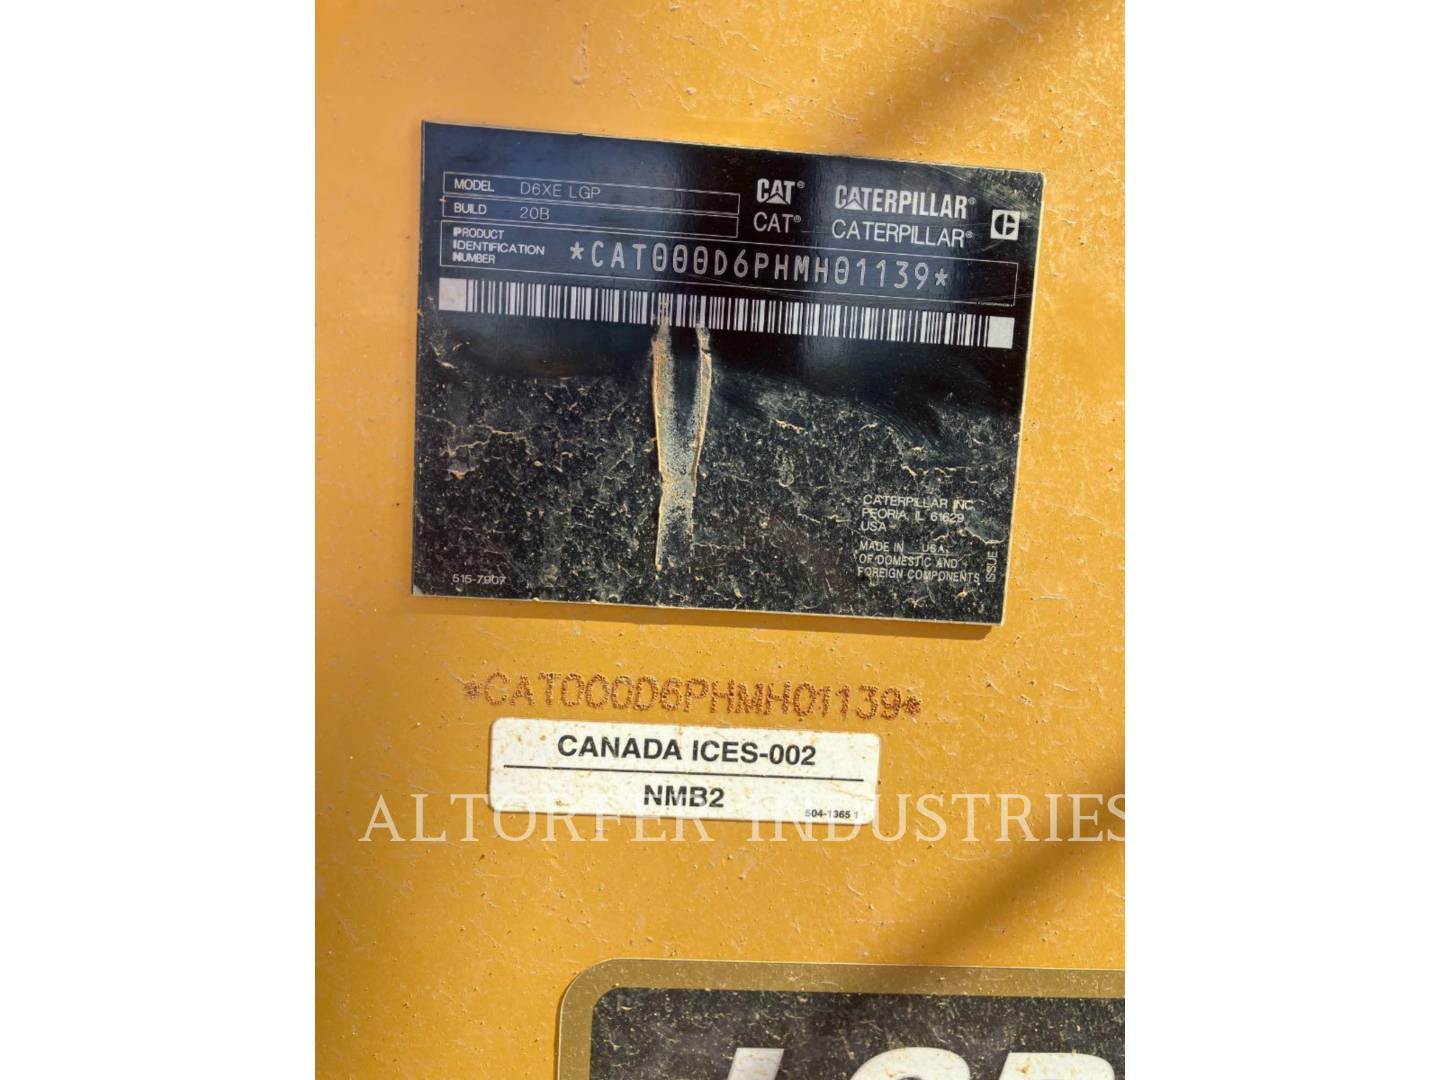 MODEL D6XE LGP
BUILD 20B
CAT® CATERPILLAR®
CAT® CATERPILLAR®
PRODUCT
IDENTIFICATION
NUMBER
*CAT000D6PHMH01139*
CATERPILLAR INC.
PEORIA, IL 61629
USA
MADE IN USA
OF DOMESTIC AND
FOREIGN COMPONENTS
ISSUE 1
515-7907
*CAT000D6PHMH01139*
CANADA ICES-002
NMB2
504-1365 1
ALTORFER INDUSTRIES